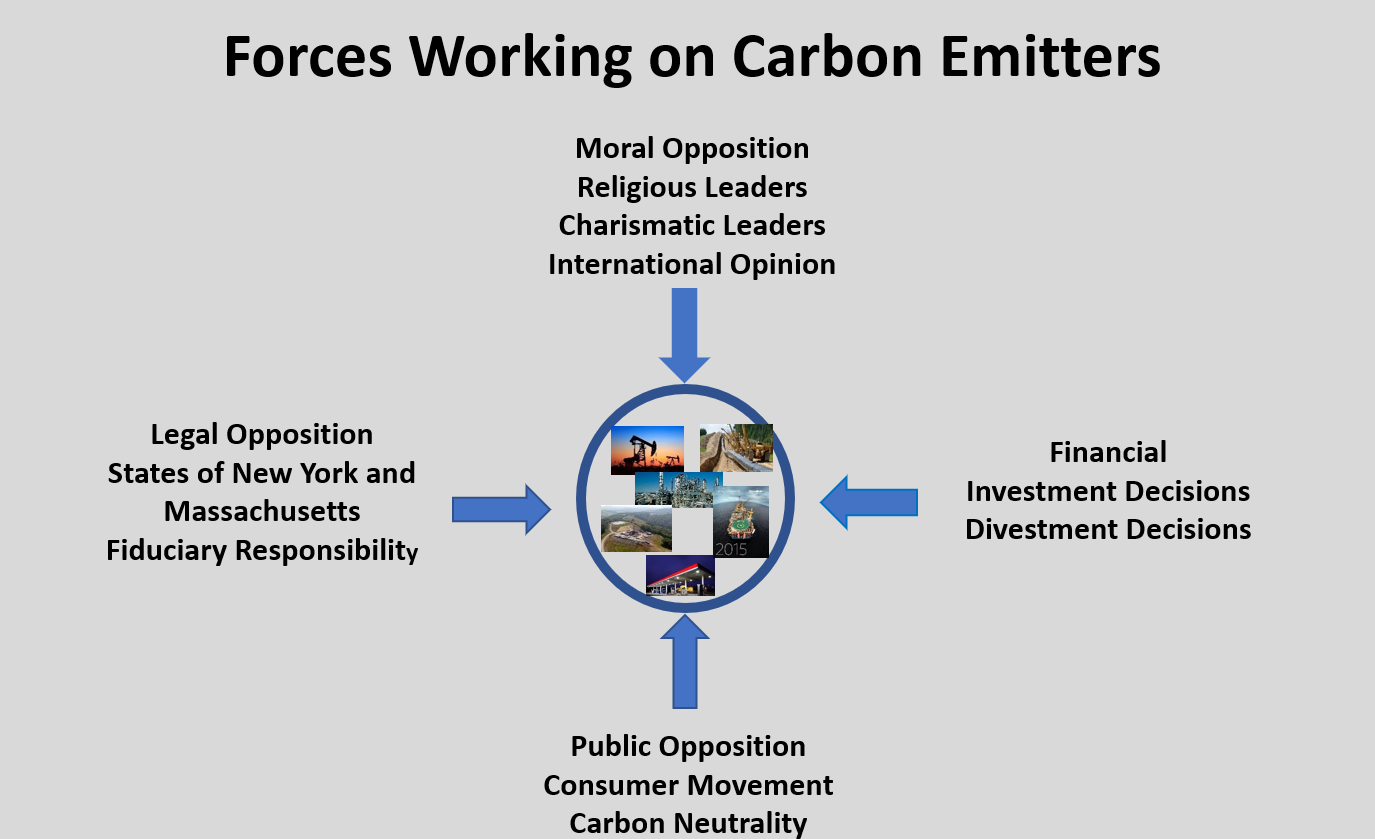 Forces Working on Carbon Emitters
Moral Opposition
Religious Leaders
Charismatic Leaders
International Opinion
Legal Opposition
States of New York and
Massachusetts
Fiduciary Responsibility
Financial
Investment Decisions
Divestment Decisions
2015
Public Opposition
Consumer Movement
Carbon Neutrality